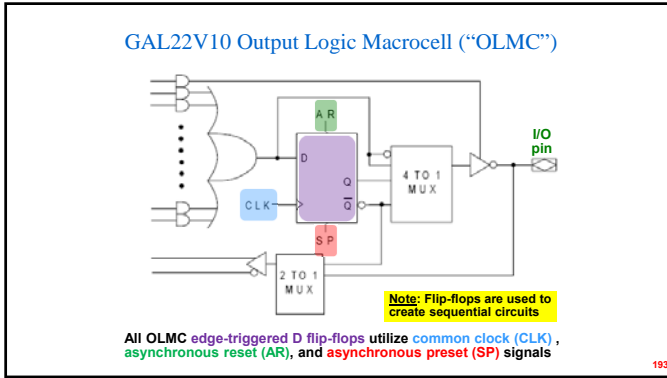 GAL22V10 Output Logic Macrocell (“OLMC”)
AR
I/O
pin
D
Q
4 TO 1
MUX
CLK
Q
SP
2 TO 1
MUX
Note: Flip-flops are used to
create sequential circuits
All OLMC edge-triggered D flip-flops utilize common clock (CLK) ,
asynchronous reset (AR), and asynchronous preset (SP) signals
193